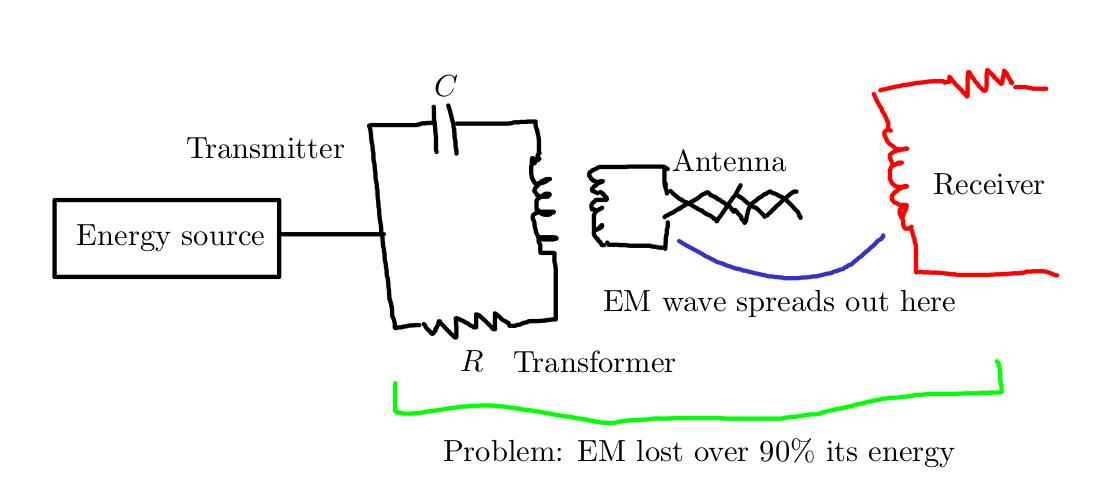 C
Transmitter
Antenna
Receiver
Energy source
EM wave spreads out here
R
Transformer
Problem: EM lost over 90% its energy